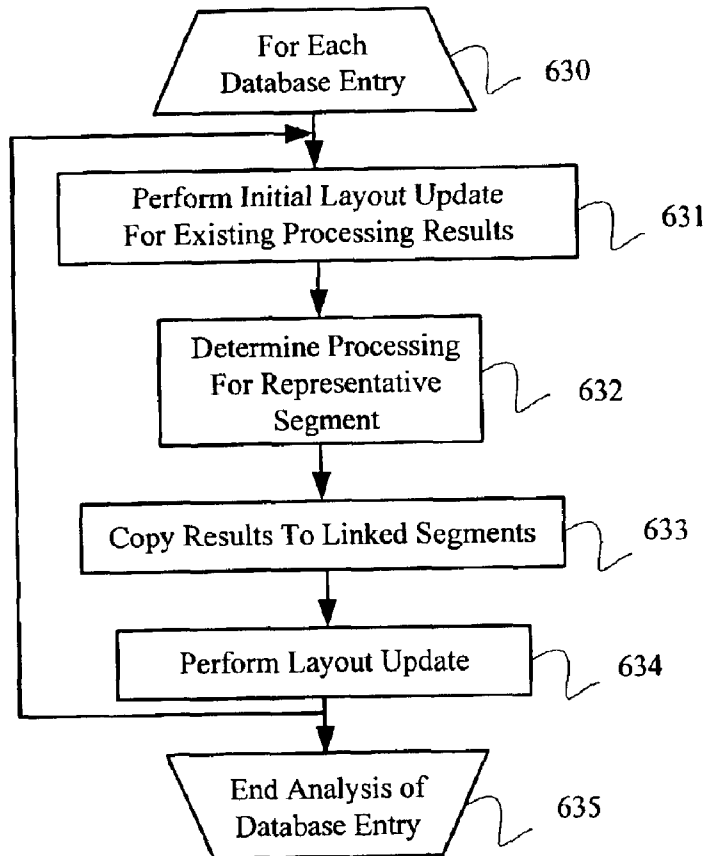 For Each
Database Entry
630
Perform Initial Layout Update
For Existing Processing Results
631
Determine Processing
For Representative
Segment
632
Copy Results To Linked Segments
633
Perform Layout Update
634
End Analysis of
Database Entry
635